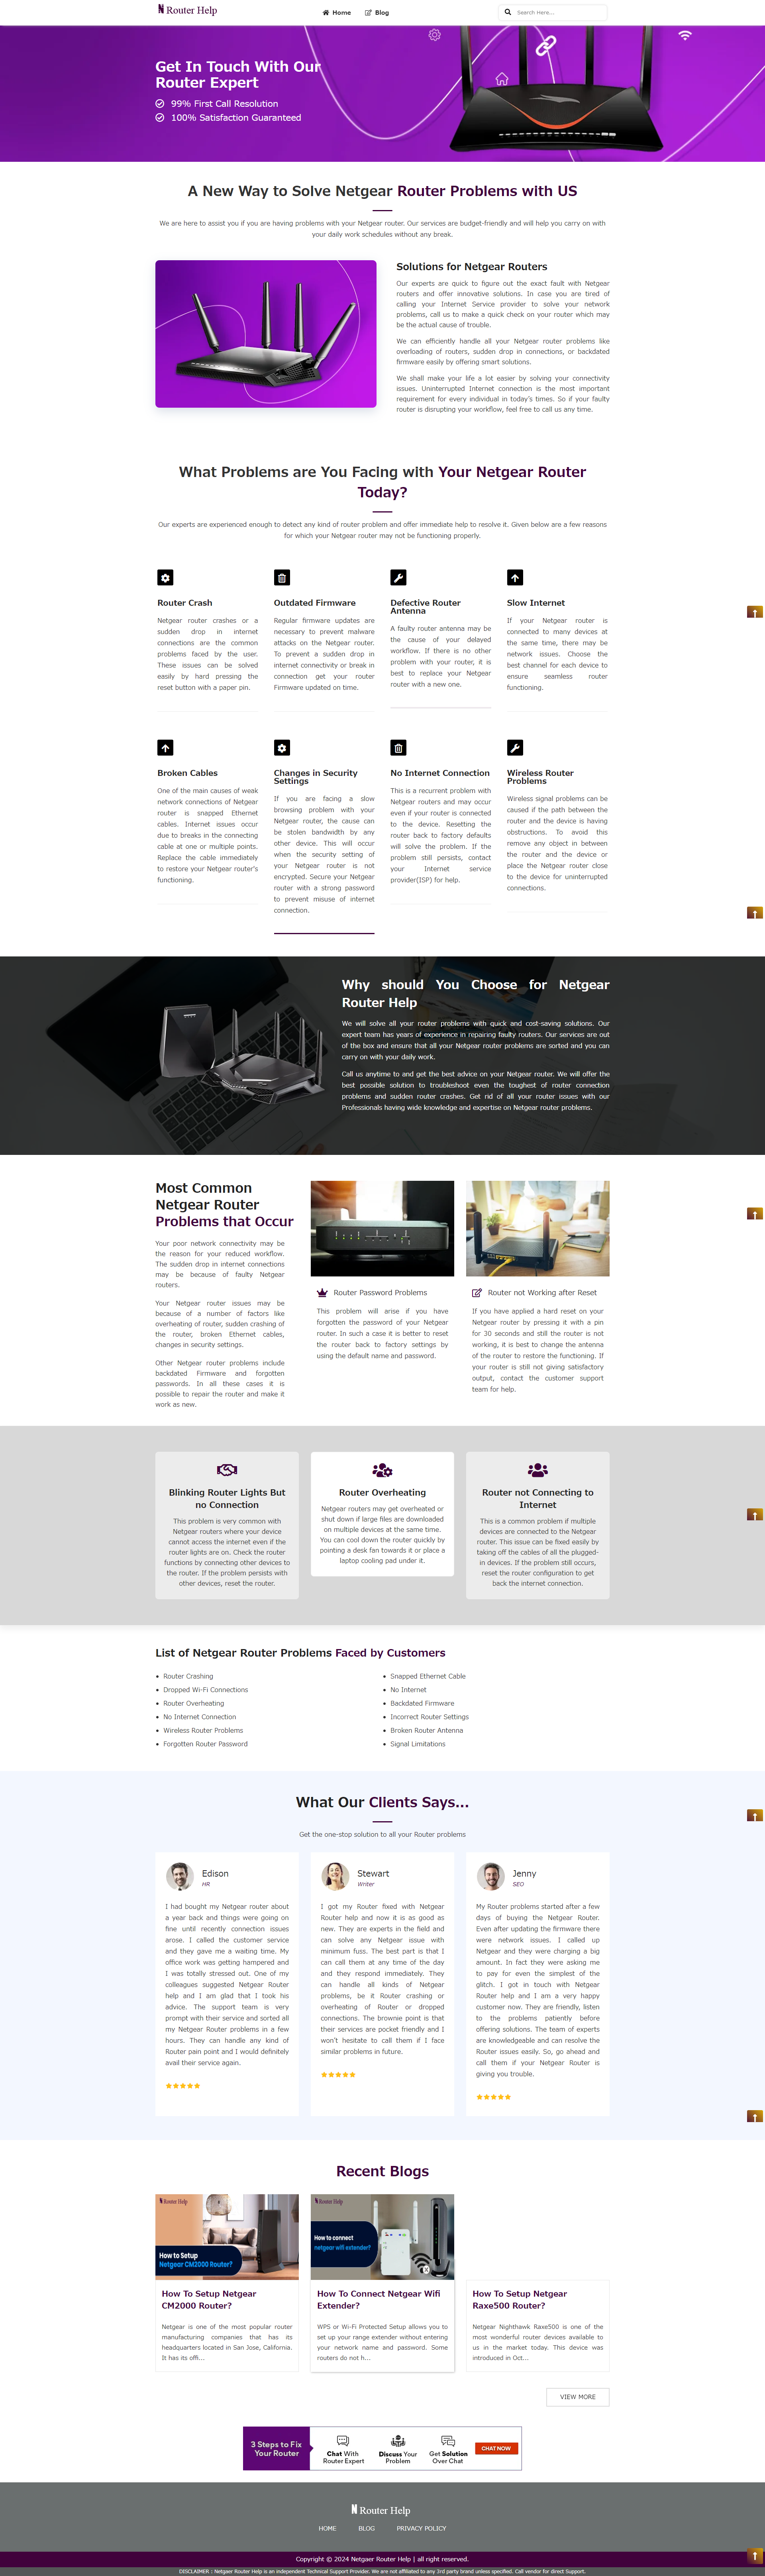 N Router Help
Home
Blog
Search Here...
Get In Touch With Our
Router Expert
99% First Call Resolution
100% Satisfaction Guaranteed
A New Way to Solve Netgear Router Problems with US
We are here to assist you if you are having problems with your Netgear router. Our services are budget-friendly and will help you carry on with
your daily work schedules without any break.
Solutions for Netgear Routers
Our experts are quick to figure out the exact fault with Netgear
routers and offer innovative solutions. In case you are tired of
calling your Internet Service provider to solve your network
problems, call us to make a quick check on your router which may
be the actual cause of trouble.
We can efficiently handle all your Netgear router problems like
overloading of routers, sudden drop in connections, or backdated
firmware easily by offering smart solutions.
We shall make your life a lot easier by solving your connectivity
issues. Uninterrupted Internet connection is the most important
requirement for every individual in today's times. So if your faulty
router is disrupting your workflow, feel free to call us any time.
What Problems are You Facing with Your Netgear Router
Today?
Our experts are experienced enough to detect any kind of router problem and offer immediate help to resolve it. Given below are a few reasons
for which your Netgear router may not be functioning properly.
Router Crash
Netgear router crashes or a
sudden drop in internet
connections are the common
problems faced by the user.
These issues can be solved
easily by hard pressing the
reset button with a paper pin.
Outdated Firmware
Regular firmware updates are
necessary to prevent malware
attacks on the Netgear router.
To prevent a sudden drop in
internet connectivity or break in
connection get your router
Firmware updated on time.
Defective Router
Antenna
A faulty router antenna may be
the cause of your delayed
workflow. If there is no other
problem with your router, it is
best to replace your Netgear
router with a new one.
Slow Internet
If your Netgear router is
connected to many devices at
the same time, there may be
network issues. Choose the
best channel for each device to
ensure seamless router
functioning.
Broken Cables
One of the main causes of weak
network connections of Netgear
router is snapped Ethernet
cables. Internet issues occur
due to breaks in the connecting
cable at one or multiple points.
Replace the cable immediately
to restore your Netgear router's
functioning.
Changes in Security
Settings
If you are facing a slow
browsing problem with your
Netgear router, the cause can
be stolen bandwidth by any
other device. This will occur
when the security setting of
your Netgear router is not
encrypted. Secure your Netgear
router with a strong password
to prevent misuse of internet
connection.
No Internet Connection
This is a recurrent problem with
Netgear routers and may occur
even if your router is connected
to the device. Resetting the
router back to factory defaults
will solve the problem. If the
problem still persists, contact
your Internet service
provider(ISP) for help.
Wireless Router
Problems
Wireless signal problems can be
caused if the path between the
router and the device is having
obstructions. To avoid this
remove any object in between
the router and the device or
place the Netgear router close
to the device for uninterrupted
connections.
Why should You Choose for Netgear
Router Help
We will solve all your router problems with quick and cost-saving solutions. Our
expert team has years of experience in repairing faulty routers. Our services are out
of the box and ensure that all your Netgear router problems are sorted and you can
carry on with your daily work.
Call us anytime to and get the best advice on your Netgear router. We will offer the
best possible solution to troubleshoot even the toughest of router connection
problems and sudden router crashes. Get rid of all your router issues with our
Professionals having wide knowledge and expertise on Netgear router problems.
Most Common
Netgear Router
Problems that Occur
Your poor network connectivity may be
the reason for your reduced workflow.
The sudden drop in internet connections
may be because of faulty Netgear
routers.
Your Netgear router issues may be
because of a number of factors like
overheating of router, sudden crashing of
the router, broken Ethernet cables,
changes in security settings.
Other Netgear router problems include
backdated Firmware and forgotten
passwords. In all these cases it is
possible to repair the router and make it
work as new.
Router Password Problems
This problem will arise if you have
forgotten the password of your Netgear
router. In such a case it is better to reset
the router back to factory settings by
using the default name and password.
Router not Working after Reset
If you have applied a hard reset on your
Netgear router by pressing it with a pin
for 30 seconds and still the router is not
working, it is best to change the antenna
of the router to restore the functioning. If
your router is still not giving satisfactory
output, contact the customer support
team for help.
Blinking Router Lights But
no Connection
This problem is very common with
Netgear routers where your device
cannot access the internet even if the
router lights are on. Check the router
functions by connecting other devices to
the router. If the problem persists with
other devices, reset the router.
Router Overheating
Netgear routers may get overheated or
shut down if large files are downloaded
on multiple devices at the same time.
You can cool down the router quickly by
pointing a desk fan towards it or place a
laptop cooling pad under it.
Router not Connecting to
Internet
This is a common problem if multiple
devices are connected to the Netgear
router. This issue can be fixed easily by
taking off the cables of all the plugged-
in devices. If the problem still occurs,
reset the router configuration to get
back the internet connection.
List of Netgear Router Problems Faced by Customers
Router Crashing
Dropped Wi-Fi Connections
Router Overheating
No Internet Connection
Wireless Router Problems
Forgotten Router Password
Snapped Ethernet Cable
No Internet
Backdated Firmware
Incorrect Router Settings
Broken Router Antenna
Signal Limitations
What Our Clients Says...
Get the one-stop solution to all your Router problems
Edison
HR
I had bought my Netgear router about
a year back and things were going on
fine until recently connection issues
arose. I called the customer service
and they gave me a waiting time. My
office work was getting hampered and
I was totally stressed out. One of my
colleagues suggested Netgear Router
help and I am glad that I took his
advice. The support team is very
prompt with their service and sorted all
my Netgear Router problems in a few
hours. They can handle any kind of
Router pain point and I would definitely
avail their service again.
Stewart
Writer
I got my Router fixed with Netgear
Router help and now it is as good as
new. They are experts in the field and
can solve any Netgear issue with
minimum fuss. The best part is that I
can call them at any time of the day
and they respond immediately. They
can handle all kinds of Netgear
problems, be it Router crashing or
overheating of Router or dropped
connections. The brownie point is that
their services are pocket friendly and I
won't hesitate to call them if I face
similar problems in future.
Jenny
SEO
My Router problems started after a few
days of buying the Netgear Router.
Even after updating the firmware there
were network issues. I called up
Netgear and they were charging a big
amount. In fact they were asking me
to pay for even the simplest of the
glitch. I got in touch with Netgear
Router help and I am a very happy
customer now. They are friendly, listen
to the problems patiently before
offering solutions. The team of experts
are knowledgeable and can resolve the
Router issues easily. So, go ahead and
call them if your Netgear Router is
giving you trouble.
Recent Blogs
N Router Help
How to Setup
Netgear CM2000 Router?
How To Setup Netgear
CM2000 Router?
Netgear is one of the most popular router
manufacturing companies that has its
headquarters located in San Jose, California.
It has its offi...
N Router Help
How to connect
netgear wifi extender?
How To Connect Netgear Wifi
Extender?
WPS or Wi-Fi Protected Setup allows you to
set up your range extender without entering
your network name and password. Some
routers do not h...
How To Setup Netgear
Raxe500 Router?
Netgear Nighthawk Raxe500 is one of the
most wonderful router devices available to
us in the market today. This device was
introduced in Oct...
VIEW MORE
3 Steps to Fix
Your Router
Chat With
Router Expert
Discuss Your
Problem
Get Solution
Over Chat
CHAT NOW
N Router Help
HOME
BLOG
PRIVACY POLICY
Copyright © 2024 Netgaer Router Help | all right reserved.
DISCLAIMER : Netgaer Router Help is an independent Technical Support Provider. We are not affiliated to any 3rd party brand unless specified. Call vendor for direct Support.